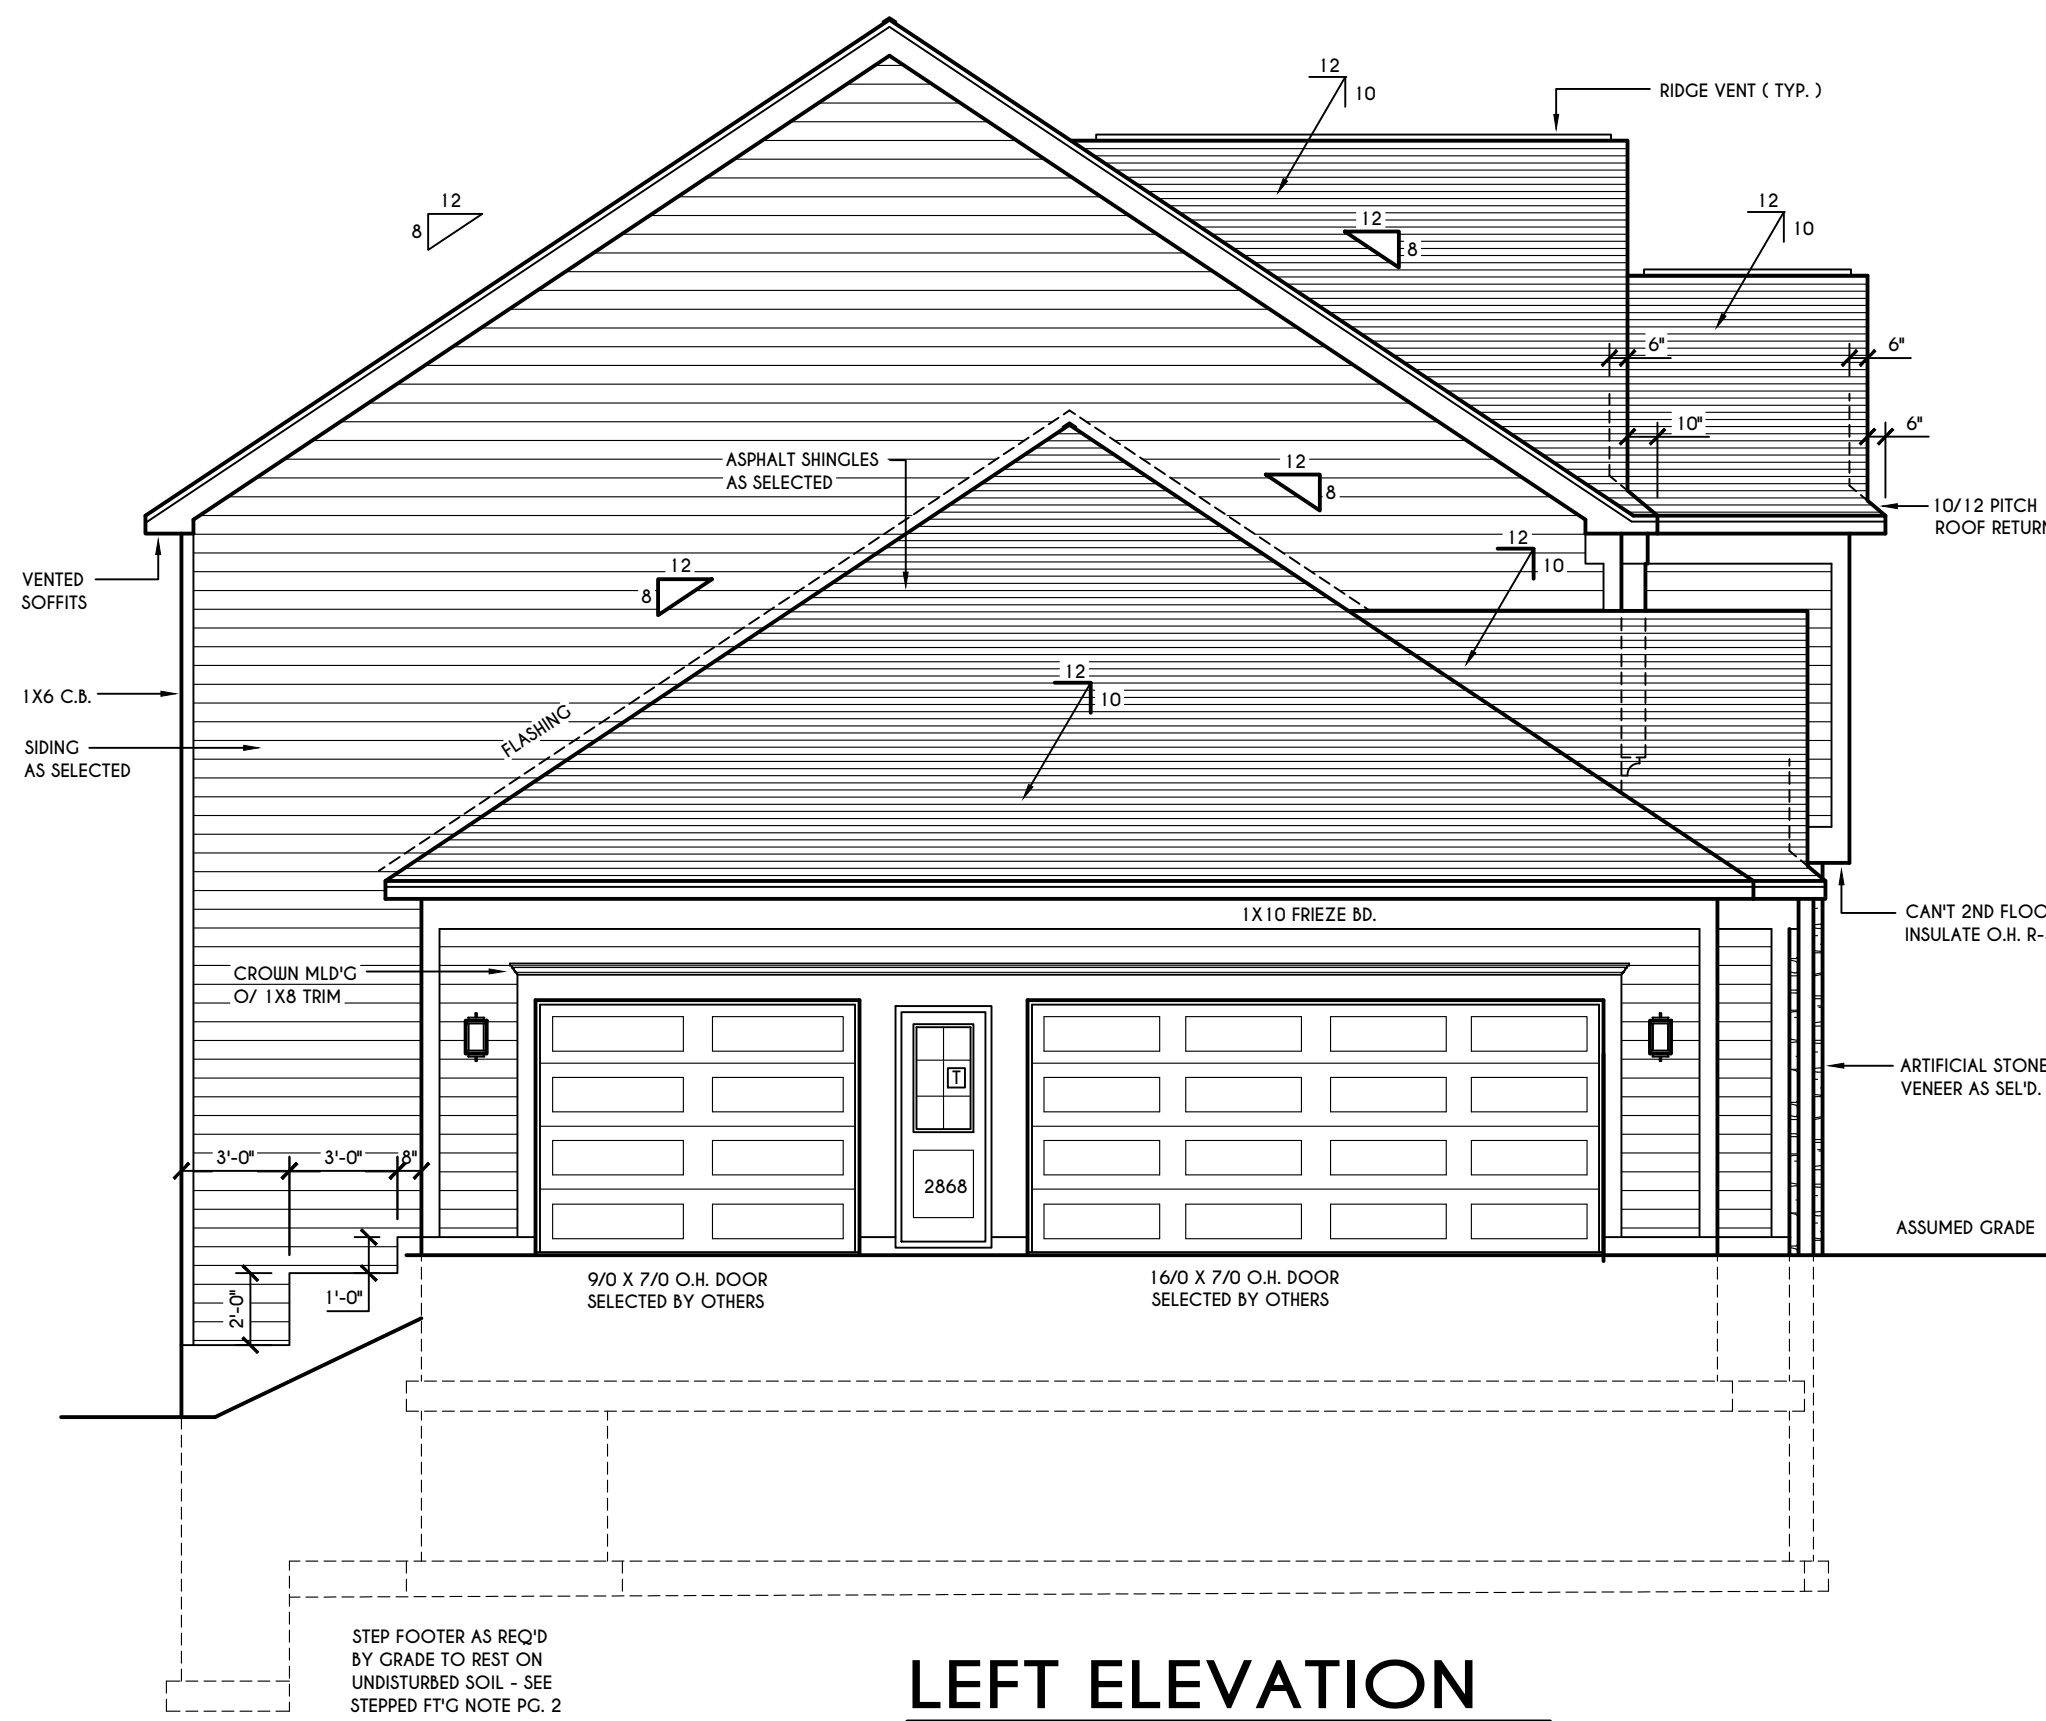 12
10
RIDGE VENT ( TYP. )
12
8
12
8
12
10
6"
6"
10"
6"
ASPHALT SHINGLES
AS SELECTED
12
8
10/12 PITCH
ROOF RETURN
12
10
VENTED
SOFFITS
12
8
12
10
1X6 C.B.
FLASHING
SIDING
AS SELECTED
1X10 FRIEZE BD.
CAN'T 2ND
INSULATE O.H.
CROWN MLD'G
O/ 1X8 TRIM
T
ARTIFICIAL STONE
VENEER AS SEL'D.
3'-0"
3'-0"
8"
2868
ASSUMED GRADE
2'-0"
1'-0"
9/0 X 7/0 O.H. DOOR
SELECTED BY OTHERS
16/0 X 7/0 O.H. DOOR
SELECTED BY OTHERS
STEP FOOTER AS REQ'D
BY GRADE TO REST ON
UNDISTURBED SOIL - SEE
STEPPED FT'G NOTE PG. 2
LEFT ELEVATION